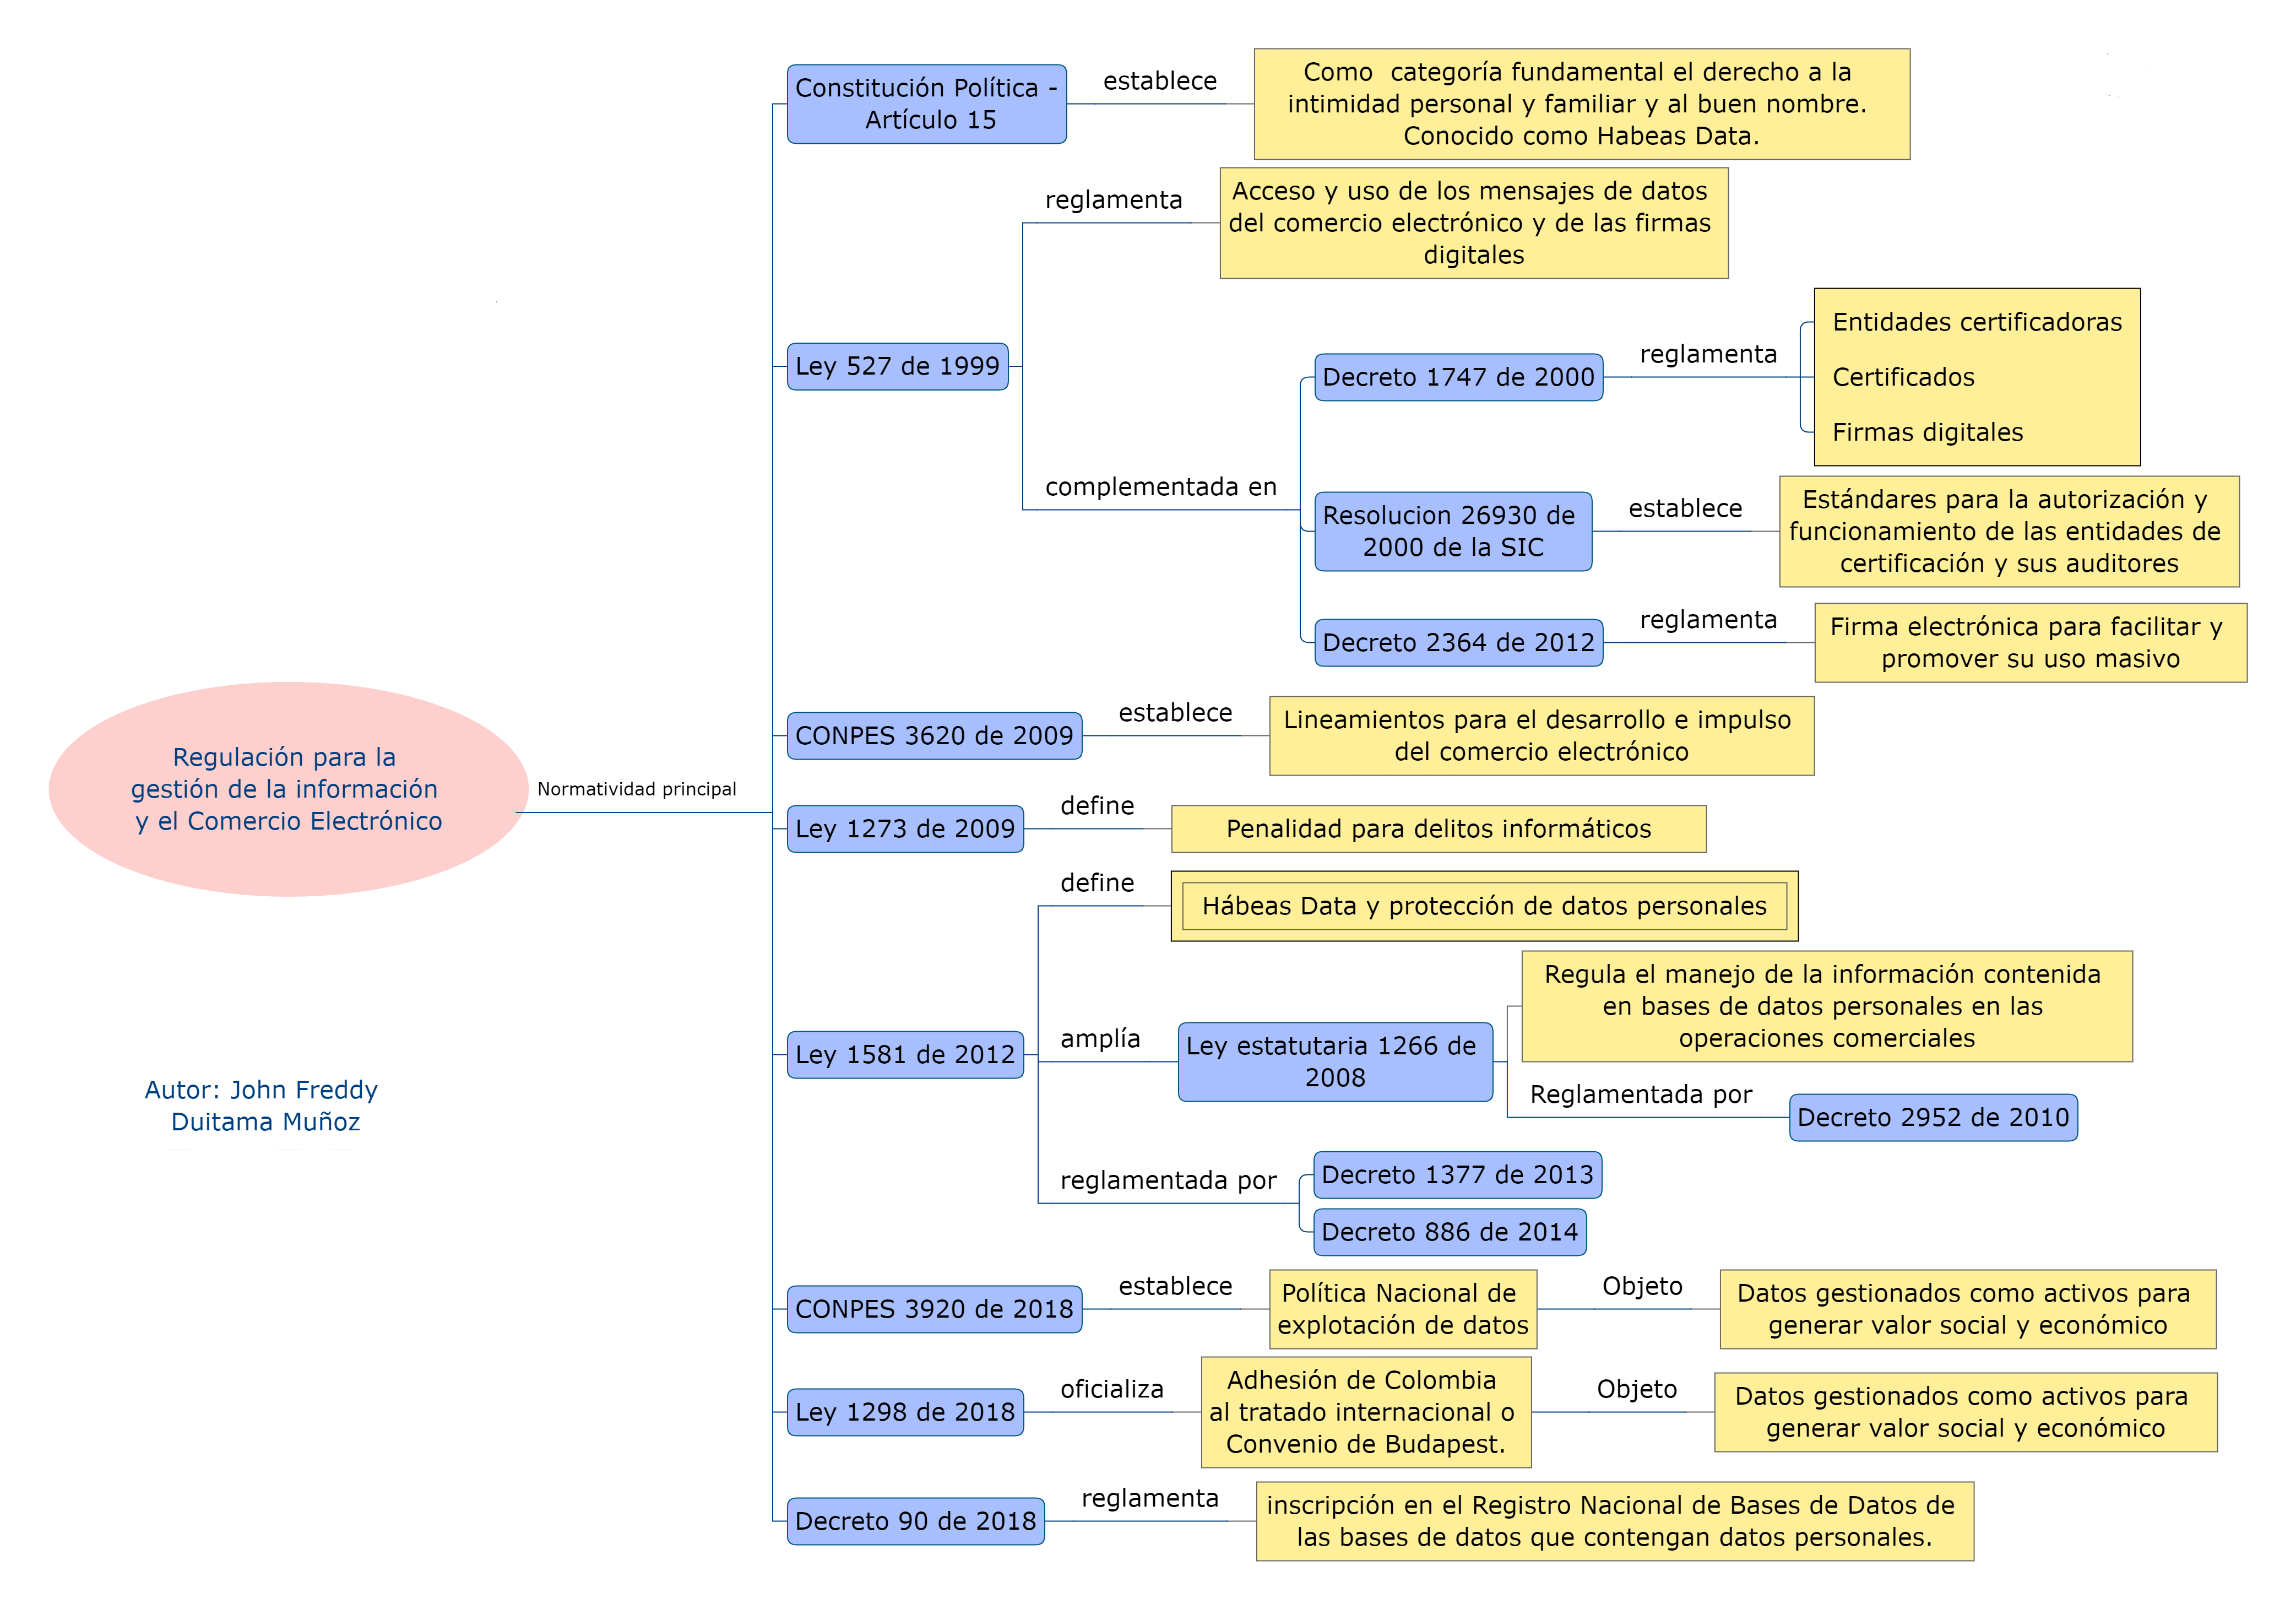 Constitución Política -
Artículo 15
establece
Como  categoría fundamental el derecho a la
intimidad personal y familiar y al buen nombre.
Conocido como Habeas Data.
Ley 527 de 1999
reglamenta
Acceso y uso de los mensajes de datos
del comercio electrónico y de las firmas
digitales
complementada en
Decreto 1747 de 2000
reglamenta
Entidades certificadoras
Certificados
Firmas digitales
Resolucion 26930 de
2000 de la SIC
establece
Estándares para la autorización y
funcionamiento de las entidades de
certificación y sus auditores
Decreto 2364 de 2012
reglamenta
Firma electrónica para facilitar y
promover su uso masivo
Regulación para la
gestión de la información
y el Comercio Electrónico
Normatividad principal
CONPES 3620 de 2009
establece
Lineamientos para el desarrollo e impulso
del comercio electrónico
Ley 1273 de 2009
define
Penalidad para delitos informáticos
Ley 1581 de 2012
define
Hábeas Data y protección de datos personales
amplía
Ley estatutaria 1266 de
2008
Regula el manejo de la información contenida
en bases de datos personales en las
operaciones comerciales
Reglamentada por
Decreto 2952 de 2010
reglamentada por
Decreto 1377 de 2013
Decreto 886 de 2014
Autor: John Freddy
Duitama Muñoz
CONPES 3920 de 2018
establece
Política Nacional de
explotación de datos
Objeto
Datos gestionados como activos para
generar valor social y económico
Ley 1298 de 2018
oficializa
Adhesión de Colombia
al tratado internacional o
Convenio de Budapest.
Objeto
Datos gestionados como activos para
generar valor social y económico
Decreto 90 de 2018
reglamenta
inscripción en el Registro Nacional de Bases de Datos de
las bases de datos que contengan datos personales.